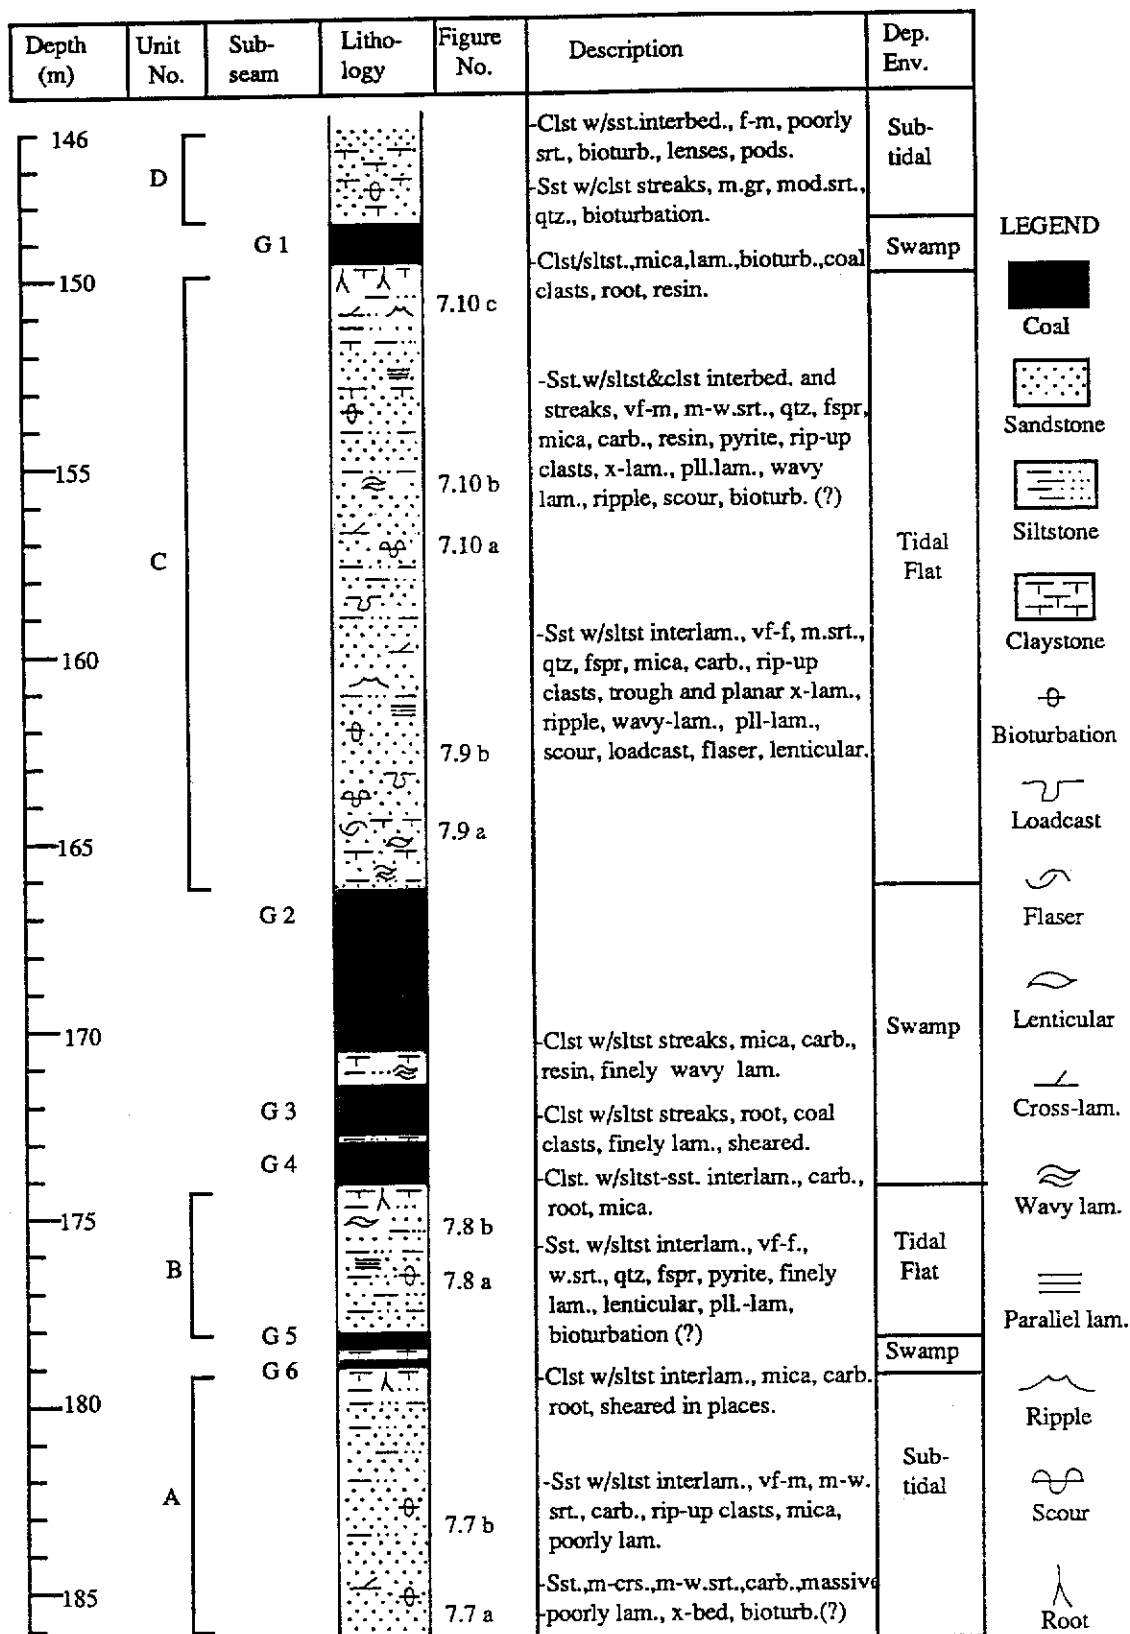 Depth (m)
Unit No.
Sub-seam
Litho-logy
Figure No.
Description
Dep. Env.
146
150
155
160
165
170
175
180
185
D
C
B
A
G 1
G 2
G 3
G 4
G 5
G 6
7.10 c
7.10 b
7.10 a
7.9 b
7.9 a
7.8 b
7.8 a
7.7 b
7.7 a
-Clst w/sst.interbed., f-m, poorly
srt., bioturb., lenses, pods.
-Sst w/clst streaks, m.gr, mod.srt.,
qtz., bioturbation.
-Clst/sltst.,mica,lam.,bioturb.,coal
clasts, root, resin.
-Sst.w/sltst&clst interbed. and
streaks, vf-m, m-w.srt., qtz, fspr,
mica, carb., resin, pyrite, rip-up
clasts, x-lam., pll.lam., wavy
lam., ripple, scour, bioturb. (?)
-Sst w/sltst interlam., vf-f, m.srt.,
qtz, fspr, mica, carb., rip-up
clasts, trough and planar x-lam.,
ripple, wavy-lam., pll-lam.,
scour, loadcast, flaser, lenticular.
-Clst w/sltst streaks, mica, carb.,
resin, finely wavy lam.
-Clst w/sltst streaks, root, coal
clasts, finely lam., sheared.
-Clst. w/sltst-sst. interlam., carb.,
root, mica.
-Sst. w/sltst interlam., vf-f.,
w.srt., qtz, fspr, pyrite, finely
lam., lenticular, pll.-lam,
bioturbation (?)
-Clst w/sltst interlam., mica, carb.
root, sheared in places.
-Sst w/sltst interlam., vf-m, m-w.
srt., carb., rip-up clasts, mica,
poorly lam.
-Sst.,m-crs.,m-w.srt.,carb.,massive
-poorly lam., x-bed, bioturb.(?)
Sub-
tidal
Swamp
Tidal
Flat
Swamp
Tidal
Flat
Swamp
Sub-
tidal
LEGEND
Coal
Sandstone
Siltstone
Claystone
Bioturbation
Loadcast
Flaser
Lenticular
Cross-lam.
Wavy lam.
Parallel lam.
Ripple
Scour
Root